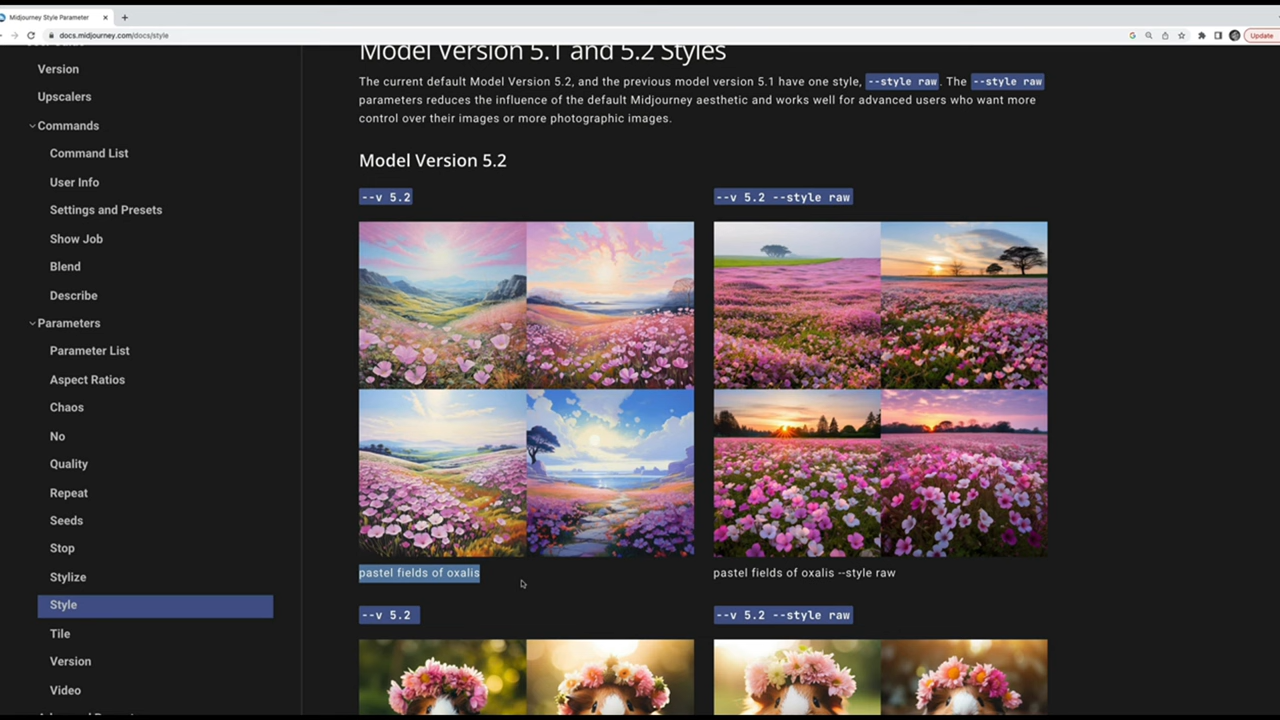 Midjourney Style Parameter
docs.midjourney.com/docs/style
Update
Version
Upscalers
Commands
Command List
User Info
Settings and Presets
Show Job
Blend
Describe
Parameters
Parameter List
Aspect Ratios
Chaos
No
Quality
Repeat
Seeds
Stop
Stylize
Style
Tile
Version
Video
Model Version 5.1 and 5.2 Styles
The current default Model Version 5.2, and the previous model version 5.1 have one style, --style raw. The --style raw
parameters reduces the influence of the default Midjourney aesthetic and works well for advanced users who want more
control over their images or more photographic images.
Model Version 5.2
--v 5.2
--v 5.2 --style raw
pastel fields of oxalis
pastel fields of oxalis --style raw
--v 5.2
--v 5.2 --style raw